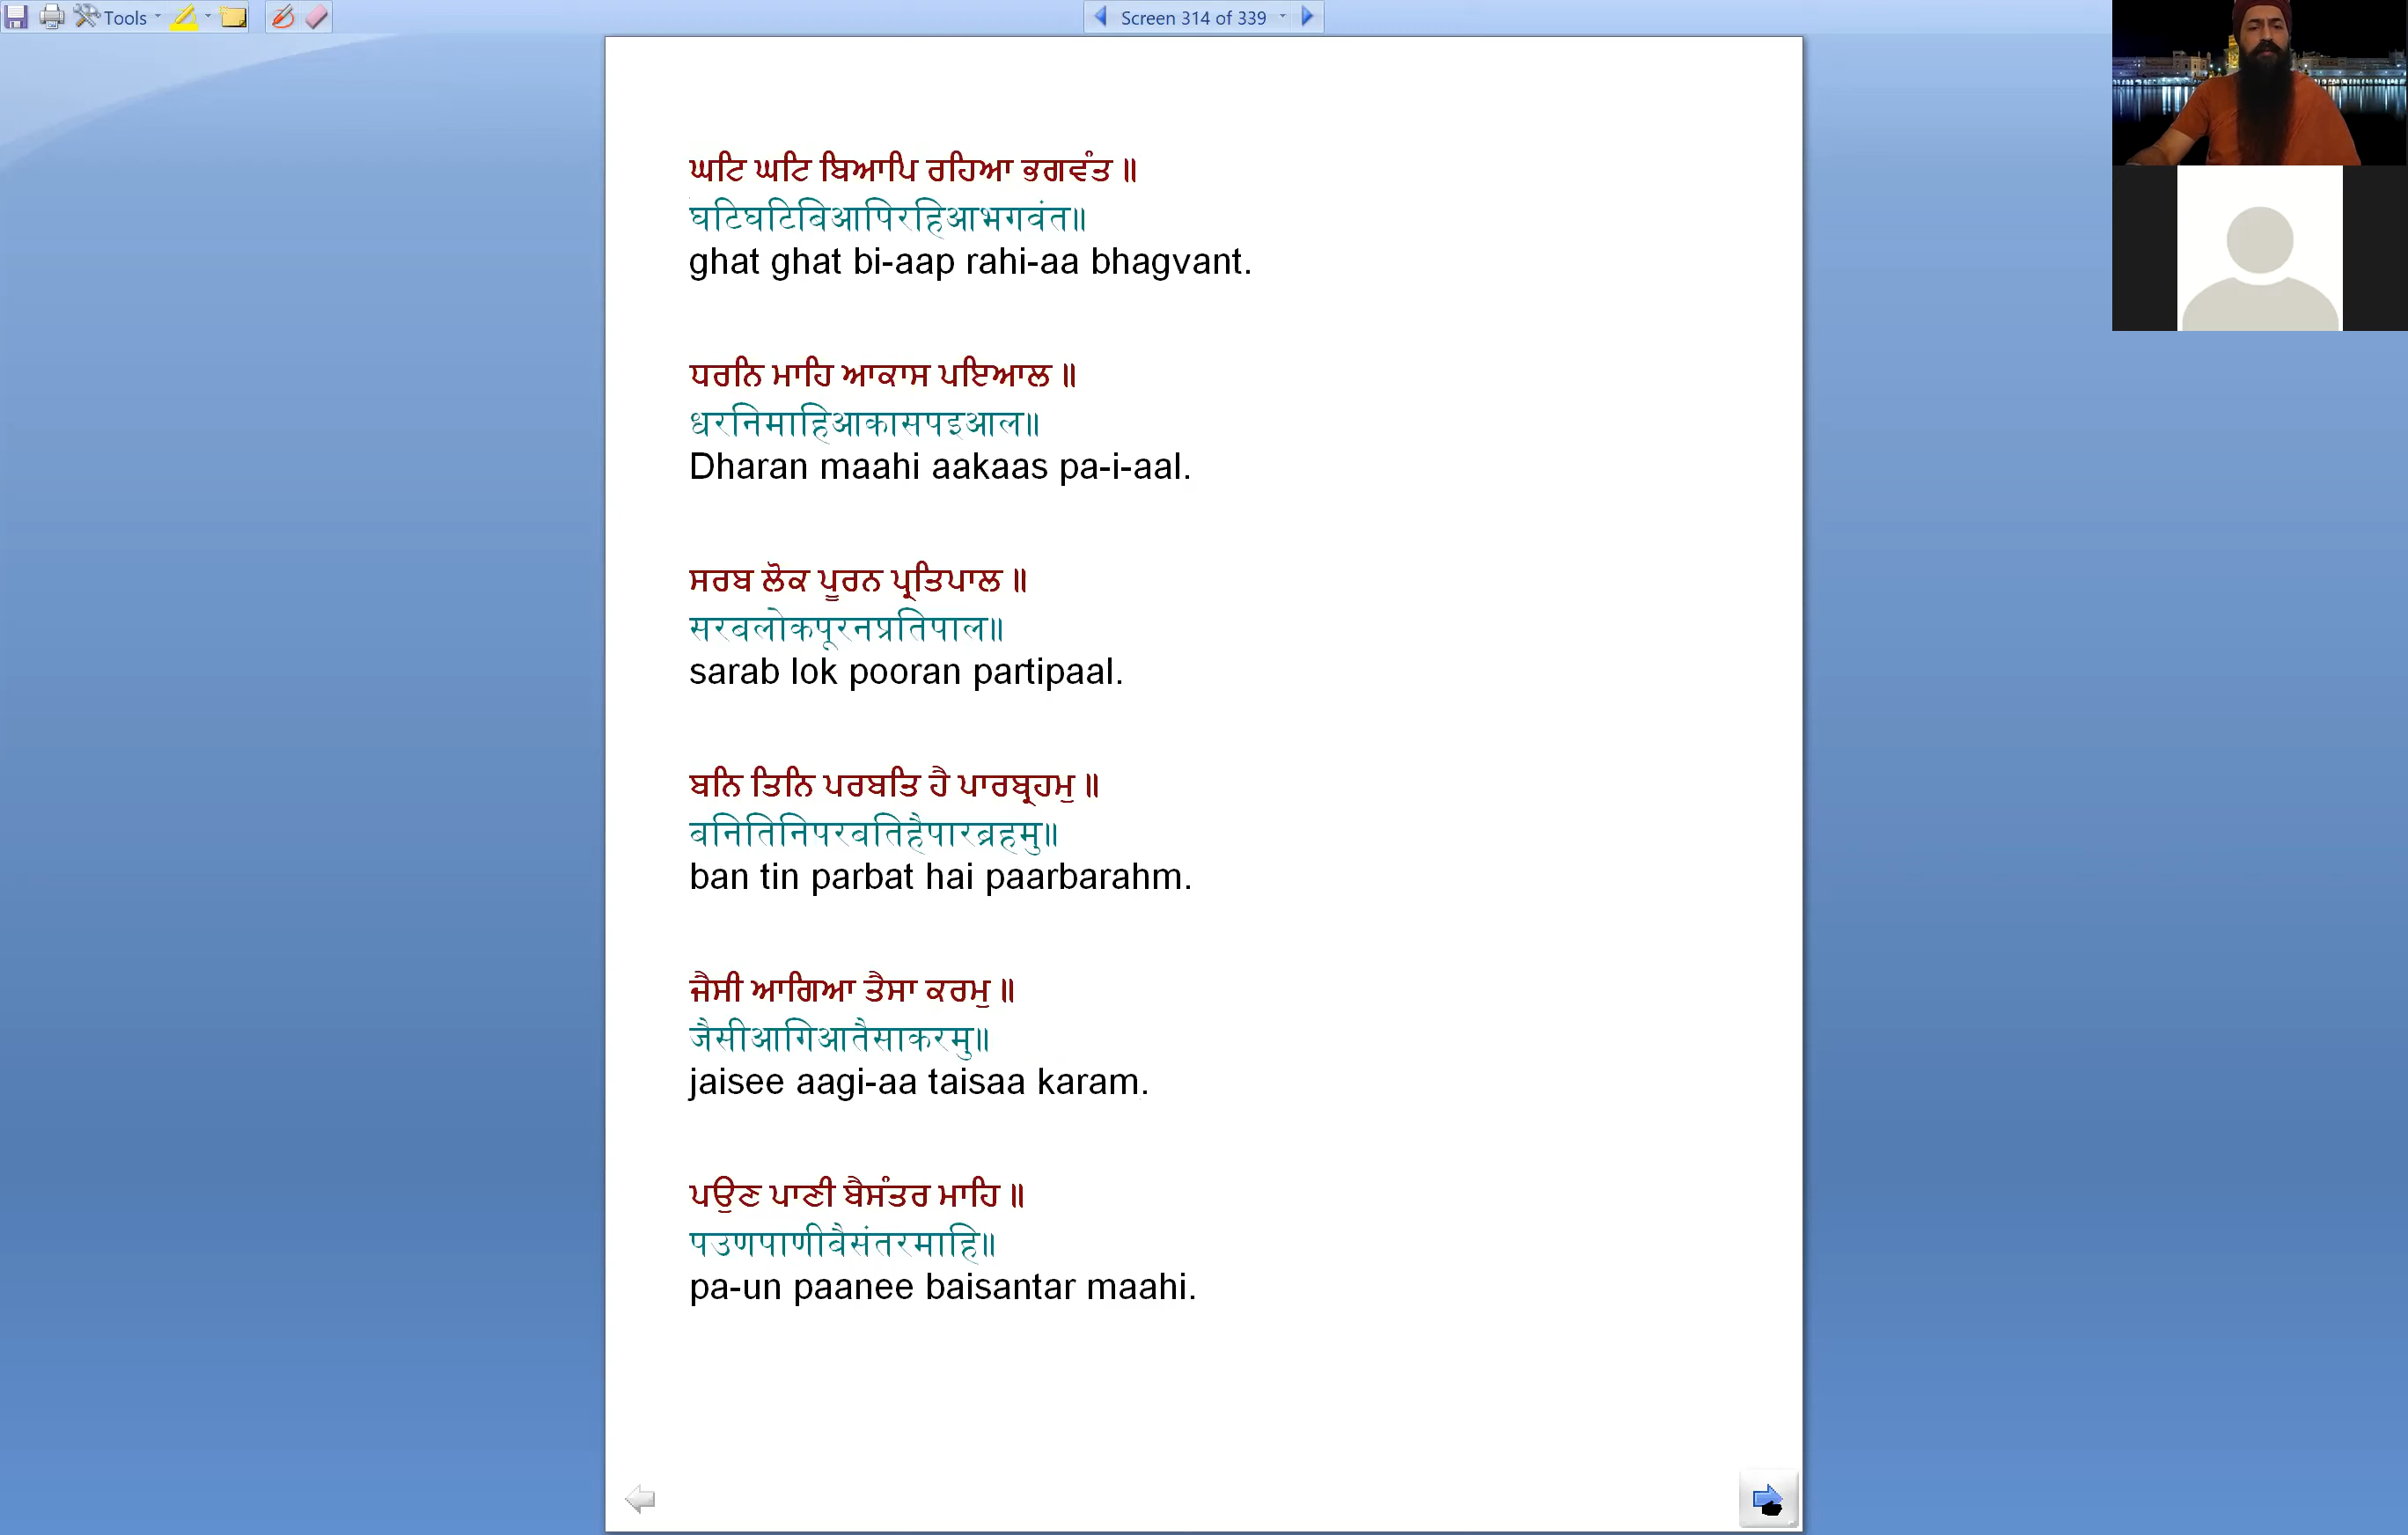 Tools
Screen 314 of 339
ਘਟਿ ਘਟਿ ਬਿਆਪਿ ਰਹਿਆ ਭਗਵੰਤ ॥
घटिघटिबिआपिरहिआभगवंत॥
ghat ghat bi-aap rahi-aa bhagvant.
ਧਰਨਿ ਮਾਹਿ ਆਕਾਸ ਪਇਆਲ ॥
धरनिमाहिआकासपइआल॥
Dharan maahi aakaas pa-i-aal.
ਸਰਬ ਲੋਕ ਪੂਰਨ ਪ੍ਰਤਿਪਾਲ ॥
सरबलोकपूरनप्रतिपाल॥
sarab lok pooran partipaal.
ਬਨਿ ਤਿਨਿ ਪਰਬਤਿ ਹੈ ਪਾਰਬ੍ਰਹਮੁ ॥
बनितिनिपरबतिहैपारब्रहमु॥
ban tin parbat hai paarbarahm.
ਜੈਸੀ ਆਗਿਆ ਤੈਸਾ ਕਰਮੁ ॥
जैसीआगिआतैसाकरमु॥
jaisee aagi-aa taisaa karam.
ਪਉਣ ਪਾਣੀ ਬੈਸੰਤਰ ਮਾਹਿ ॥
पउणपाणीबैसंतरमाहि॥
pa-un paanee baisantar maahi.